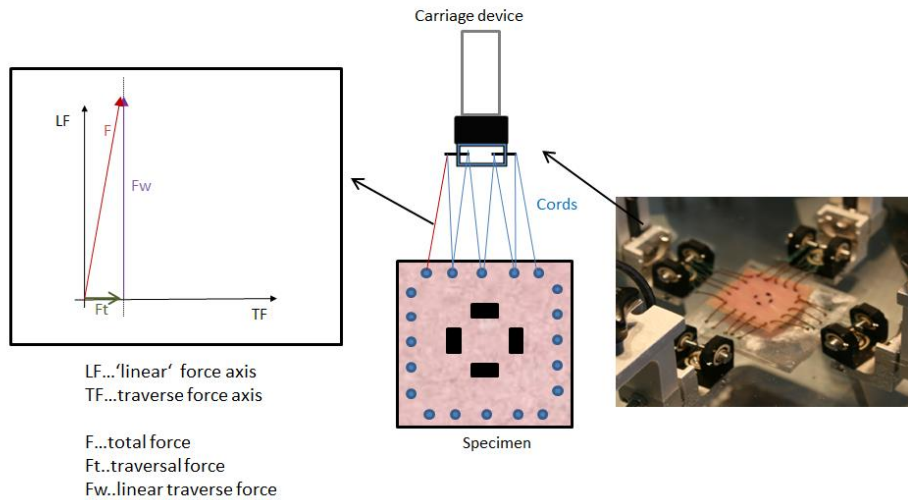 Carriage device
LF
F
Fw
Ft
TF
Cords
LF...‘linear‘ force axis
TF...traverse force axis
F...total force
Ft..traversal force
Fw..linear traverse force
Specimen